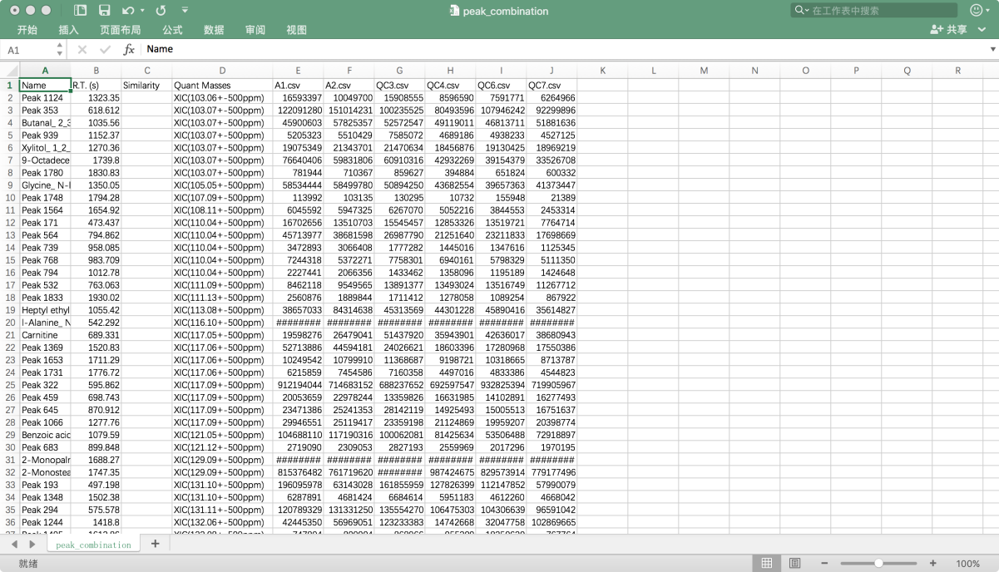 peak_combination
在工作表中搜索
开始 插入 页面布局 公式 数据 审阅 视图 共享
A1 fx Name
A B C D E F G H I J K L M N O P Q R
1 Name R.T. (s) Similarity Quant Masses A1.csv A2.csv QC3.csv QC4.csv QC6.csv QC7.csv
2 Peak 1124 1323.35 XIC(103.06+-500ppm) 16593397 10049700 15908555 8596590 7591771 6264966
3 Peak 353 618.612 XIC(103.07+-500ppm) 122091280 151014231 100235525 80493596 107946242 92299896
4 Butanal_ 2_3 1035.56 XIC(103.07+-500ppm) 45900603 57825357 52572547 49119011 46813711 51881636
5 Peak 939 1152.37 XIC(103.07+-500ppm) 5205323 5510429 7585072 4689186 4938233 4527125
6 Xylitol_ 1_2_ 1270.36 XIC(103.07+-500ppm) 19075349 21343701 21470634 18456876 19130425 18969219
7 9-Octadece 1739.8 XIC(103.07+-500ppm) 76640406 59831806 60910316 42932269 39154379 33526708
8 Peak 1780 1830.83 XIC(103.07+-500ppm) 781944 710367 859627 394884 651824 600332
9 Glycine_ N-l 1350.05 XIC(105.05+-500ppm) 58534444 58499780 50894250 43682554 39657363 41373447
10 Peak 1748 1794.28 XIC(107.09+-500ppm) 113992 103135 130295 10732 155948 21389
11 Peak 1564 1654.92 XIC(108.11+-500ppm) 6045592 5947325 6267070 5052216 3844553 2453314
12 Peak 171 473.437 XIC(110.04+-500ppm) 16702656 13510703 15545457 12853326 13519721 7764714
13 Peak 564 794.862 XIC(110.04+-500ppm) 45713977 38681598 26987790 21251640 23211833 17698669
14 Peak 739 958.085 XIC(110.04+-500ppm) 3472893 3066408 1777282 1445016 1347616 1125345
15 Peak 768 983.709 XIC(110.04+-500ppm) 7244318 5372271 7758301 6940161 5798329 5111350
16 Peak 794 1012.78 XIC(110.04+-500ppm) 2227441 2066356 1433462 1358096 1195189 1424648
17 Peak 532 763.063 XIC(111.09+-500ppm) 8462118 9549565 13891377 13493024 13516749 11267712
18 Peak 1833 1930.02 XIC(111.13+-500ppm) 2560876 1889844 1711412 1278058 1089254 867922
19 Heptyl ethyl 1055.42 XIC(113.08+-500ppm) 38657033 84314638 45313569 44301228 45890416 35614827
20 l-Alanine_ N 542.292 XIC(116.10+-500ppm) ######## ######## ######## ######## ######## ########
21 Carnitine 689.331 XIC(117.05+-500ppm) 19598276 26479041 51437920 35943901 42636017 38680943
22 Peak 1369 1520.83 XIC(117.06+-500ppm) 52713886 44594181 24026621 18603396 17280968 17550386
23 Peak 1653 1711.29 XIC(117.06+-500ppm) 10249542 10799910 11368687 9198721 10318665 8713787
24 Peak 1731 1776.72 XIC(117.06+-500ppm) 6215859 7454586 7160358 4497016 4833386 4544823
25 Peak 322 595.862 XIC(117.09+-500ppm) 912194044 714683152 688237652 692597547 932825394 719905967
26 Peak 459 698.743 XIC(117.09+-500ppm) 20053659 22978244 13359826 16631985 14102891 16277493
27 Peak 645 870.912 XIC(117.09+-500ppm) 23471386 25241353 28142119 14925493 15005513 16751637
28 Peak 1066 1277.76 XIC(117.09+-500ppm) 29946551 25119417 23359198 21124869 19959207 20398774
29 Benzoic acid 1079.59 XIC(121.05+-500ppm) 104688110 117190316 100062081 81425634 53506488 72918897
30 Peak 683 899.848 XIC(121.12+-500ppm) 2719090 2309053 2827193 2559969 2017296 1970195
31 2-Monopalr 1688.27 XIC(129.09+-500ppm) ######## ######## ######## ######## ######## ########
32 2-Monostea 1747.35 XIC(129.09+-500ppm) 815376482 761719620 ######## 987424675 829573914 779177496
33 Peak 193 497.198 XIC(131.10+-500ppm) 196095978 63143028 161855959 127826399 112147852 57990079
34 Peak 1348 1502.38 XIC(131.10+-500ppm) 6287891 4681424 6684614 5951183 4612260 4668042
35 Peak 294 575.578 XIC(131.11+-500ppm) 120789329 131331250 135554270 106475303 104306639 96591042
36 Peak 1244 1418.8 XIC(132.06+-500ppm) 42445350 56969051 123233383 14742668 32047758 102869665
peak_combination
就绪 100%